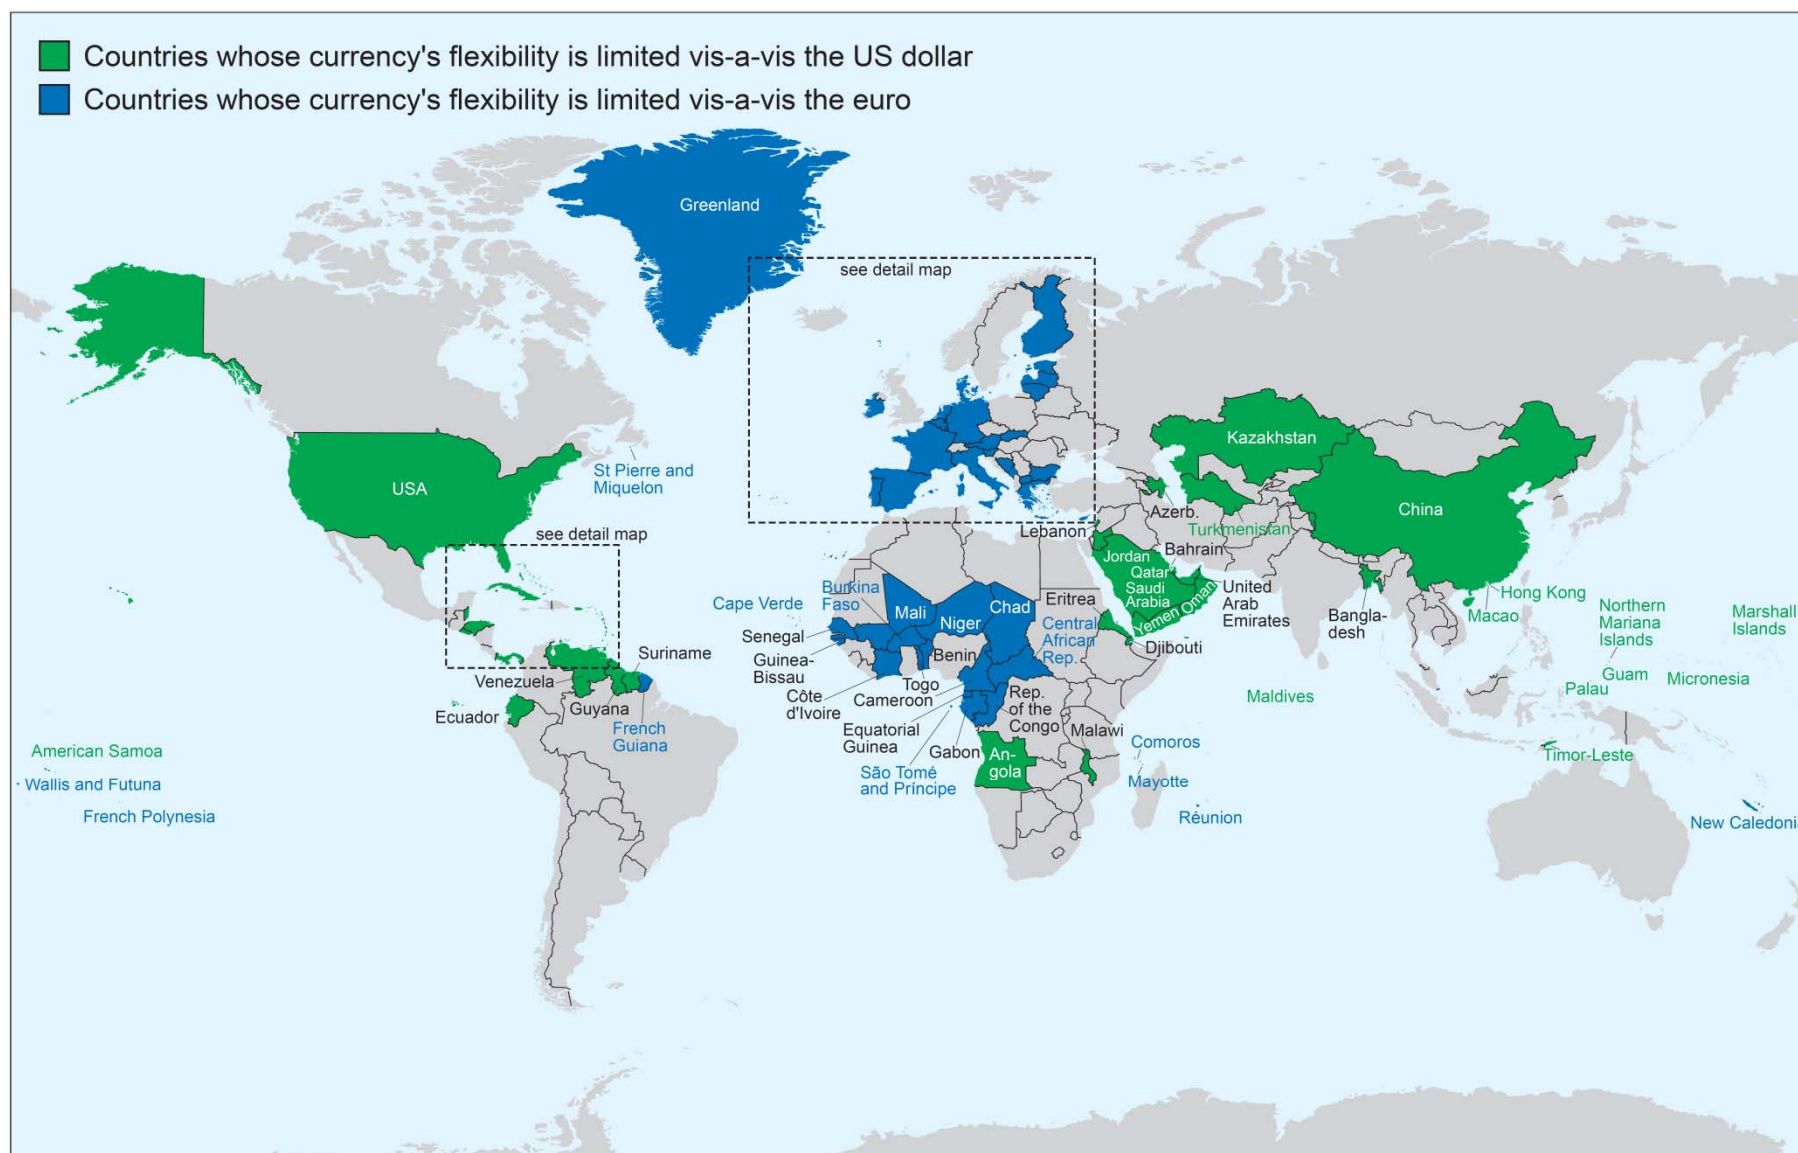 Countries whose currency's flexibility is limited vis-a-vis the US dollar
Countries whose currency's flexibility is limited vis-a-vis the euro
Greenland
see detail map
St Pierre and
Miquelon
USA
see detail map
Kazakhstan
China
Azerb.
Turkmenistan
Lebanon
Jordan
Bahrain
Qatar
Saudi
Arabia
Yemen
Oman
United
Arab
Emirates
Eritrea
Djibouti
Bangla-
desh
Hong Kong
Macao
Northern
Mariana
Islands
Marshall
Islands
Guam
Micronesia
Palau
Maldives
Timor-Leste
Cape Verde
Burkina
Faso
Mali
Niger
Chad
Central
African
Rep.
Senegal
Guinea-
Bissau
Côte
d'Ivoire
Benin
Togo
Cameroon
Equatorial
Guinea
Gabon
Rep.
of the
Congo
São Tomé
and Príncipe
An-
gola
Malawi
Comoros
Mayotte
Réunion
Suriname
Venezuela
Guyana
Ecuador
French
Guiana
American Samoa
Wallis and Futuna
French Polynesia
New Caledonia